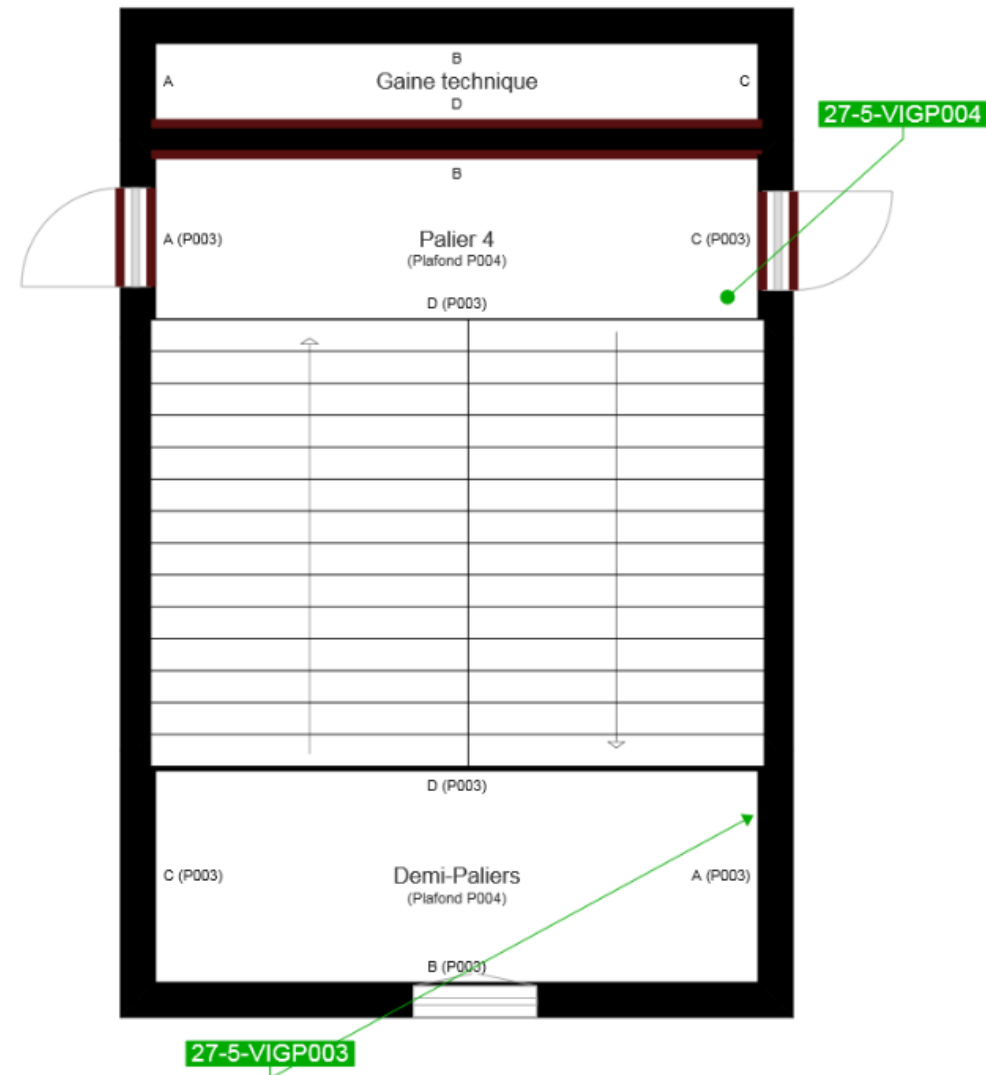 B
A
Gaine technique
C
D
27-5-VIGP004
B
A (P003)
Palier 4
C (P003)
(Plafond P004)
D (P003)
D (P003)
C (P003)
Demi-Paliers
A (P003)
(Plafond P004)
B (P003)
27-5-VIGP003